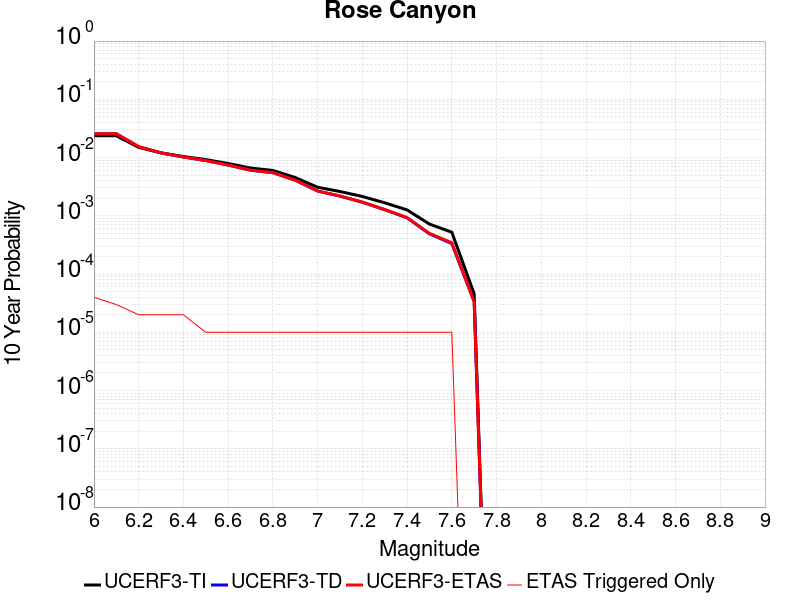 Rose Canyon
10 0
10 -1
10 -2
10 -3
10 -4
10 -5
10 -6
10 -7
10 -8
10 Year Probability
6 6.2 6.4 6.6 6.8 7 7.2 7.4 7.6 7.8 8 8.2 8.4 8.6 8.8 9
Magnitude
UCERF3-TI UCERF3-TD UCERF3-ETAS ETAS Triggered Only